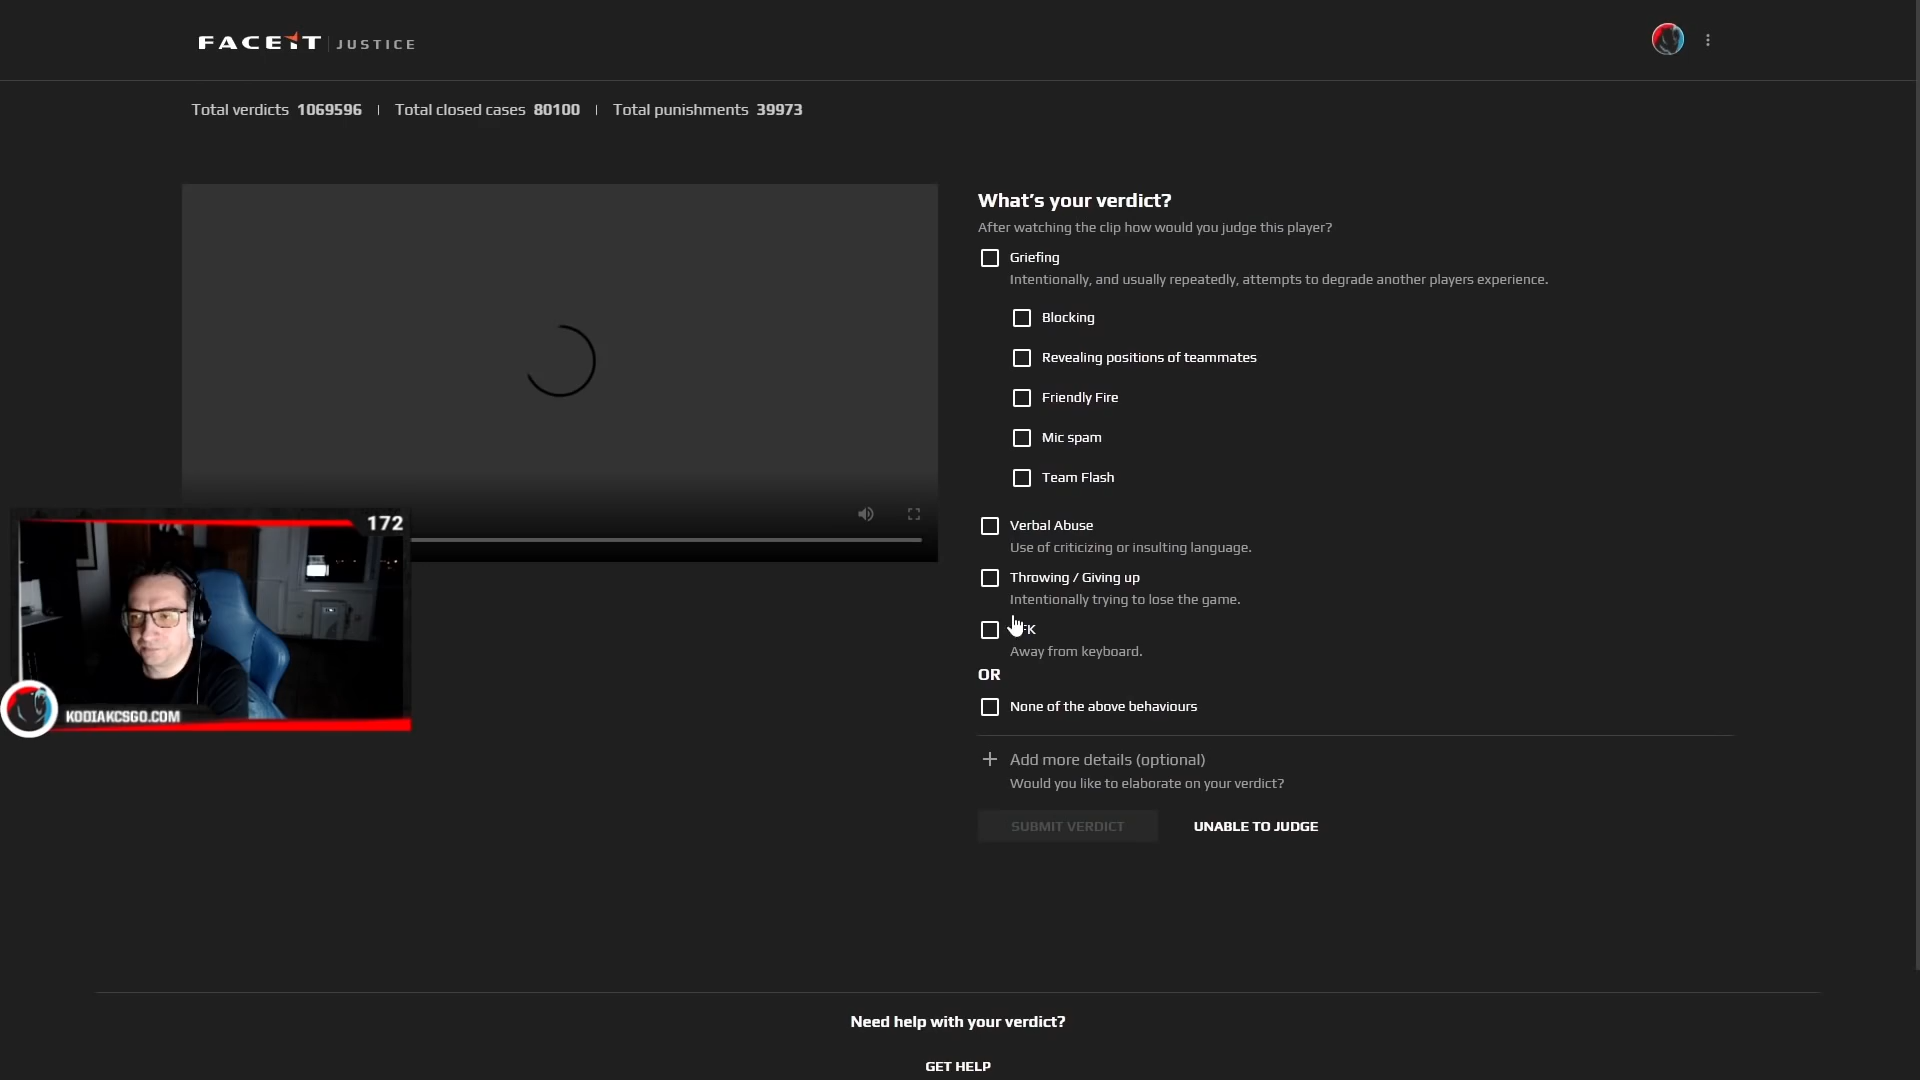 FACEIT JUSTICE
Total verdicts 1069596 | Total closed cases 80100 | Total punishments 39973
What's your verdict?
After watching the clip how would you judge this player?
Griefing
Intentionally, and usually repeatedly, attempts to degrade another players experience.
Blocking
Revealing positions of teammates
Friendly Fire
Mic spam
Team Flash
Verbal Abuse
Use of criticizing or insulting language.
Throwing / Giving up
Intentionally trying to lose the game.
K
Away from keyboard.
OR
None of the above behaviours
Add more details (optional)
Would you like to elaborate on your verdict?
SUBMIT VERDICT UNABLE TO JUDGE
172
KODIAKCSGO.COM
Need help with your verdict?
GET HELP